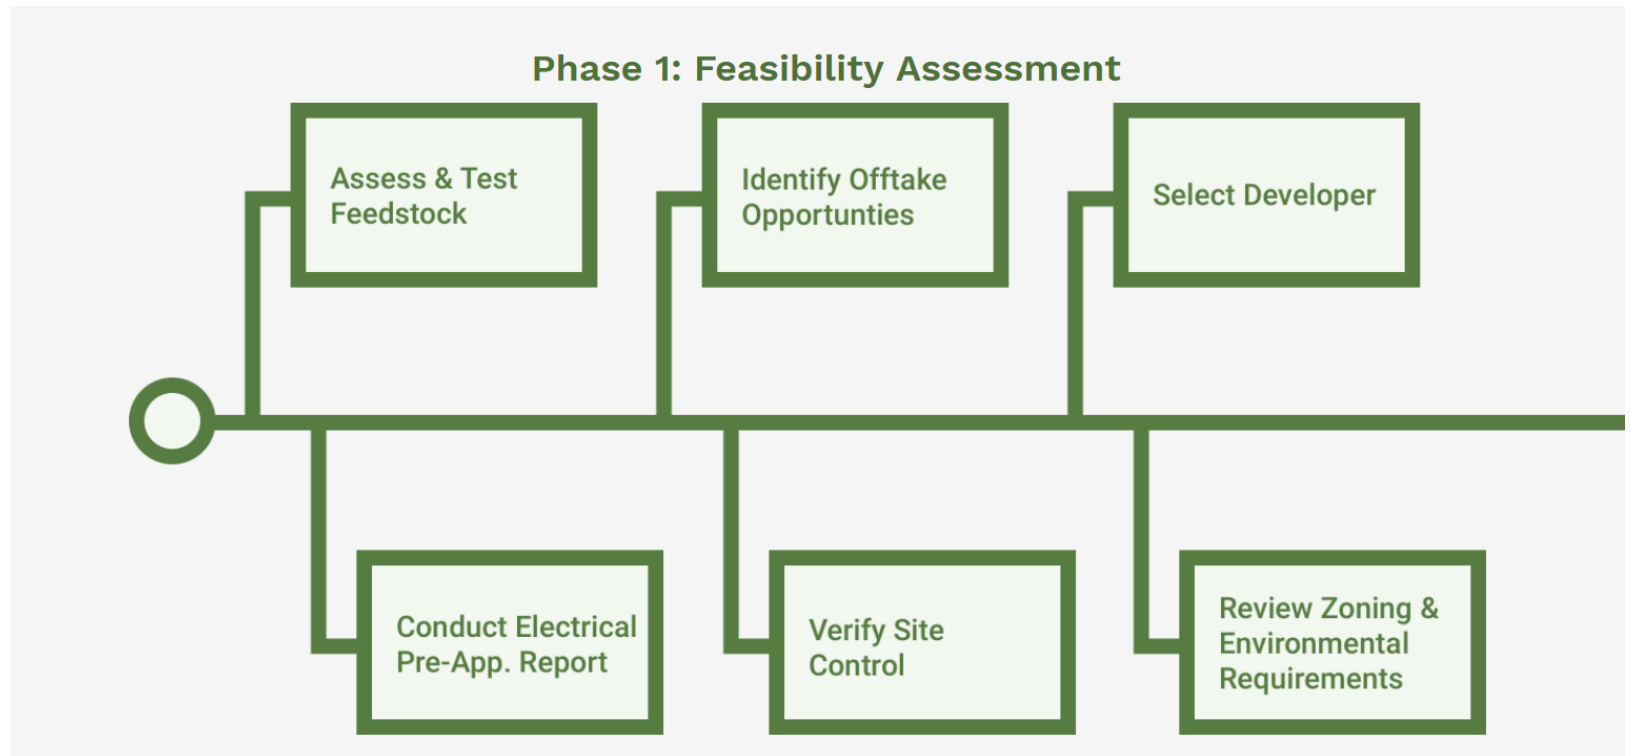 Phase 1: Feasibility Assessment
Assess & Test
Feedstock
Identify Offtake
Opportunties
Select Developer
Conduct Electrical
Pre-App. Report
Verify Site
Control
Review Zoning &
Environmental
Requirements